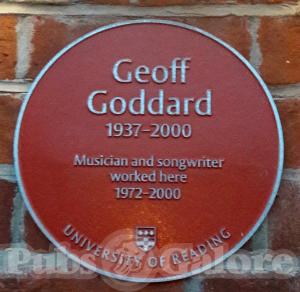 Geoff
Goddard
1937-2000
Musician and songwriter
worked here
1972-2000
UNIVERSITY OF READING
Pubs Galore